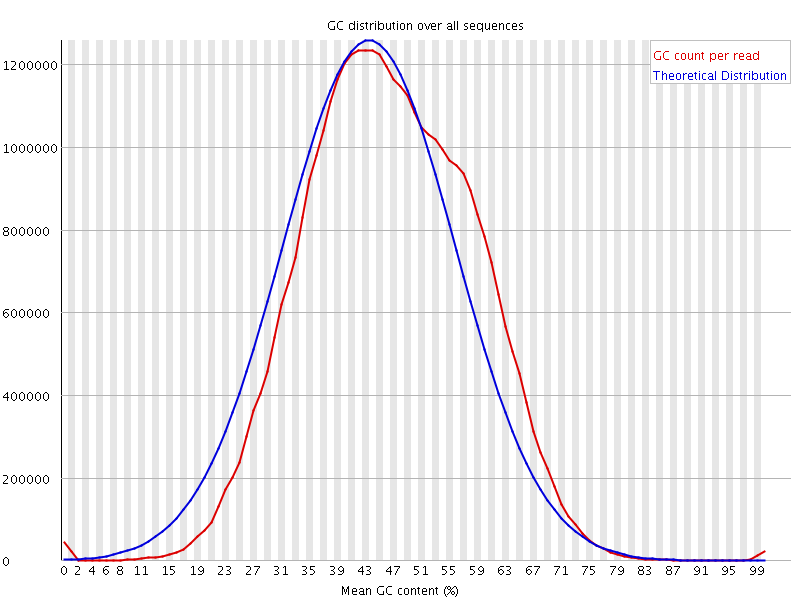 GC distribution over all sequences
GC count per read
Theoretical Distribution
1200000
1000000
800000
600000
400000
200000
0
0 2 4 6 8 11 15 19 23 27 31 35 39 43 47 51 55 59 63 67 71 75 79 83 87 91 95 99
Mean GC content (%)